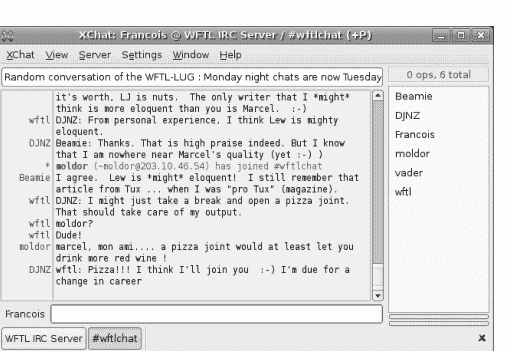 XChat: Francois @ WFTL IRC Server / #wftlchat (+P)
XChat View Server Settings Window Help
Random conversation of the WFTL-LUG : Monday night chats are now Tuesday
0 ops, 6 total
it's worth, LJ is nuts. The only writer that I *might*
think is more eloquent than you is Marcel. :-)
wftl DJNZ: From personal experience, I think Lew is mighty
eloquent.
DJNZ Beamie: Thanks. That is high praise indeed. But I know
that I am nowhere near Marcel's quality (yet :-) )
* moldor (~moldor@203.10.46.54) has joined #wftlchat
Beamie I agree. Lew is *might* eloquent! I still remember that
article from Tux ... when I was "pro Tux" (magazine).
wftl DJNZ: I might just take a break and open a pizza joint.
That should take care of my output.
wftl moldor?
wftl Dude!
moldor marcel, mon ami.... a pizza joint would at least let you
drink more red wine !
DJNZ wftl: Pizza!!! I think I'll join you :-) I'm due for a
change in career
Beamie
DJNZ
Francois
moldor
vader
wftl
Francois
WFTL IRC Server #wftlchat x